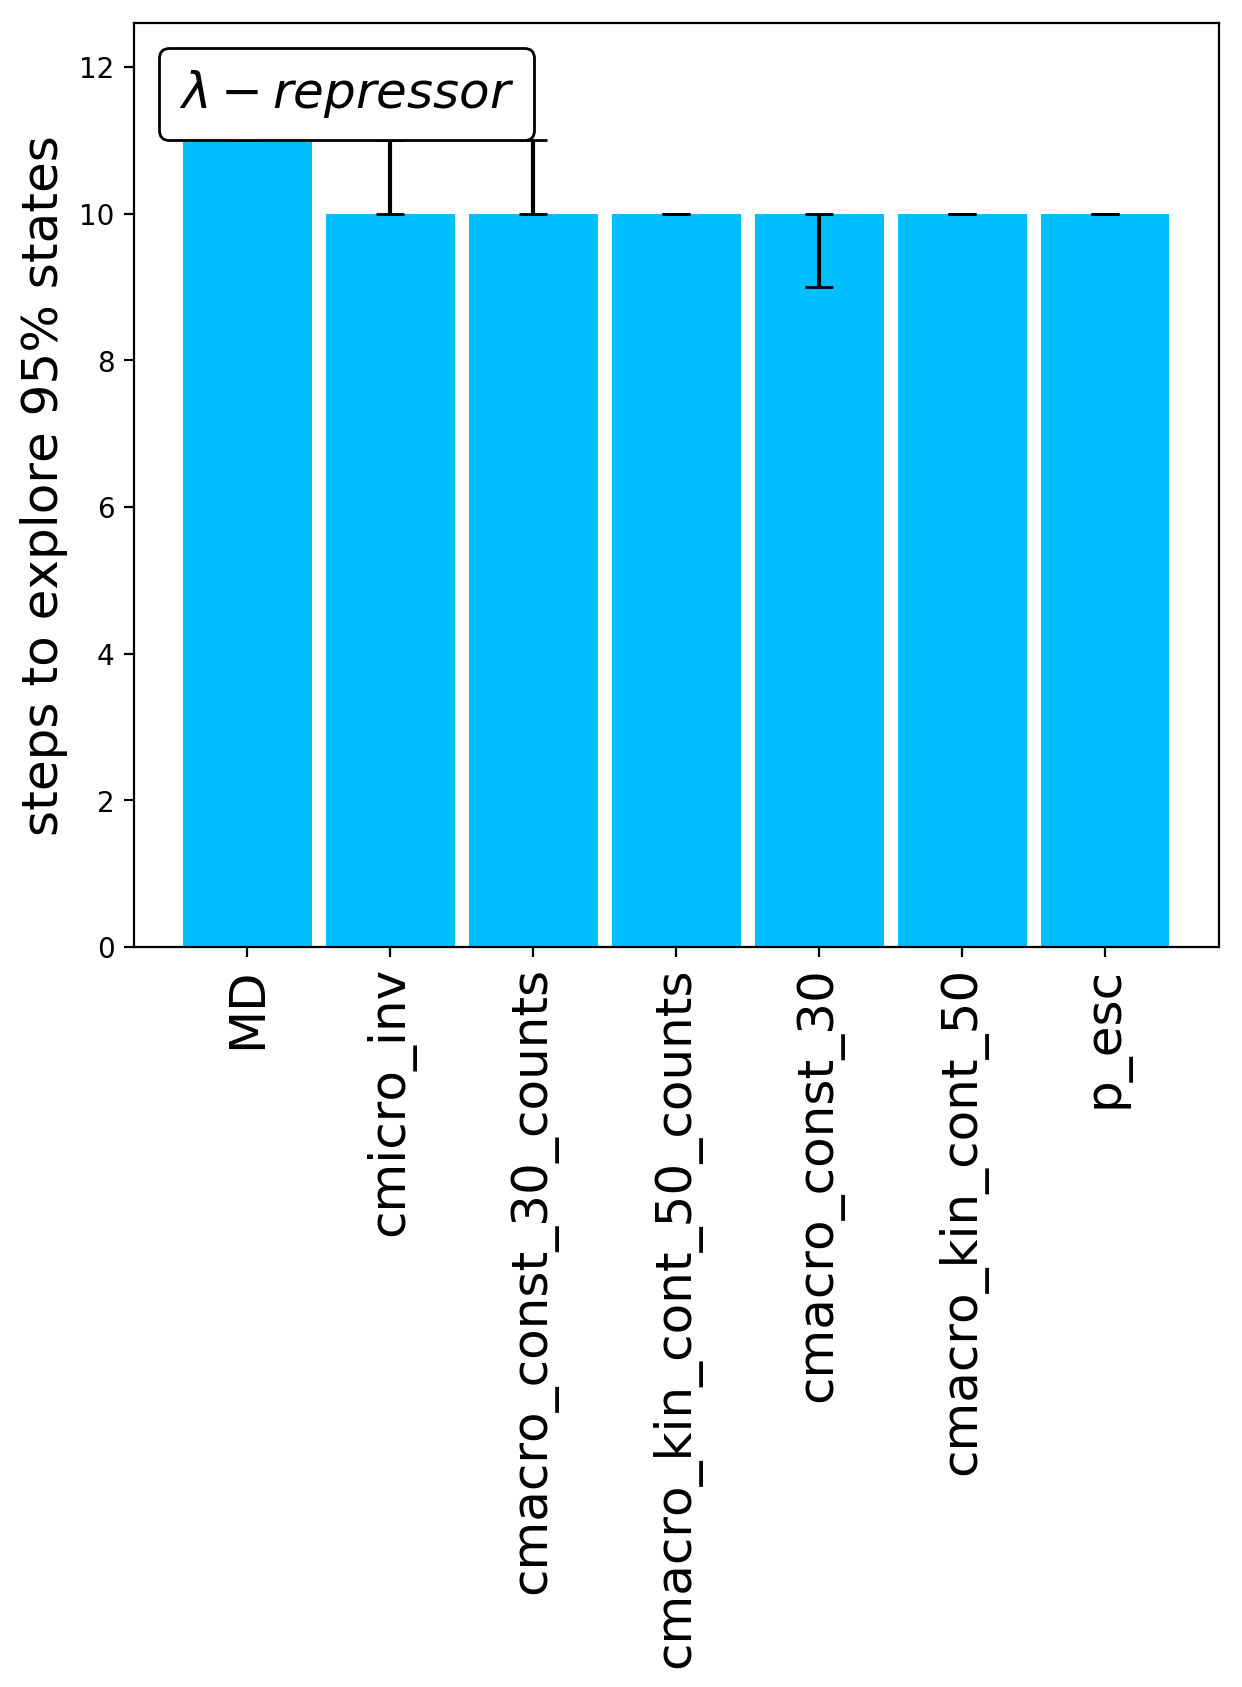 λ − repressor
steps to explore 95% states
12
10
8
6
4
2
0
MD
cmicro_inv
cmacro_const_30_counts
cmacro_kin_cont_50_counts
cmacro_const_30
cmacro_kin_cont_50
p_esc